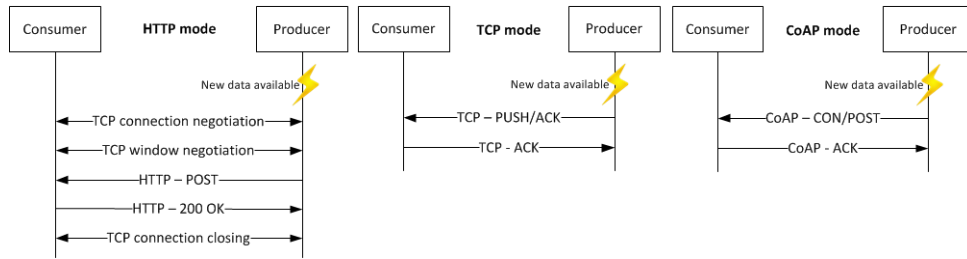 Consumer
HTTP mode
Producer
New data available
TCP connection negotiation
TCP window negotiation
HTTP – POST
HTTP – 200 OK
TCP connection closing
Consumer
TCP mode
Producer
New data available
TCP – PUSH/ACK
TCP - ACK
Consumer
CoAP mode
Producer
New data available
CoAP – CON/POST
CoAP - ACK